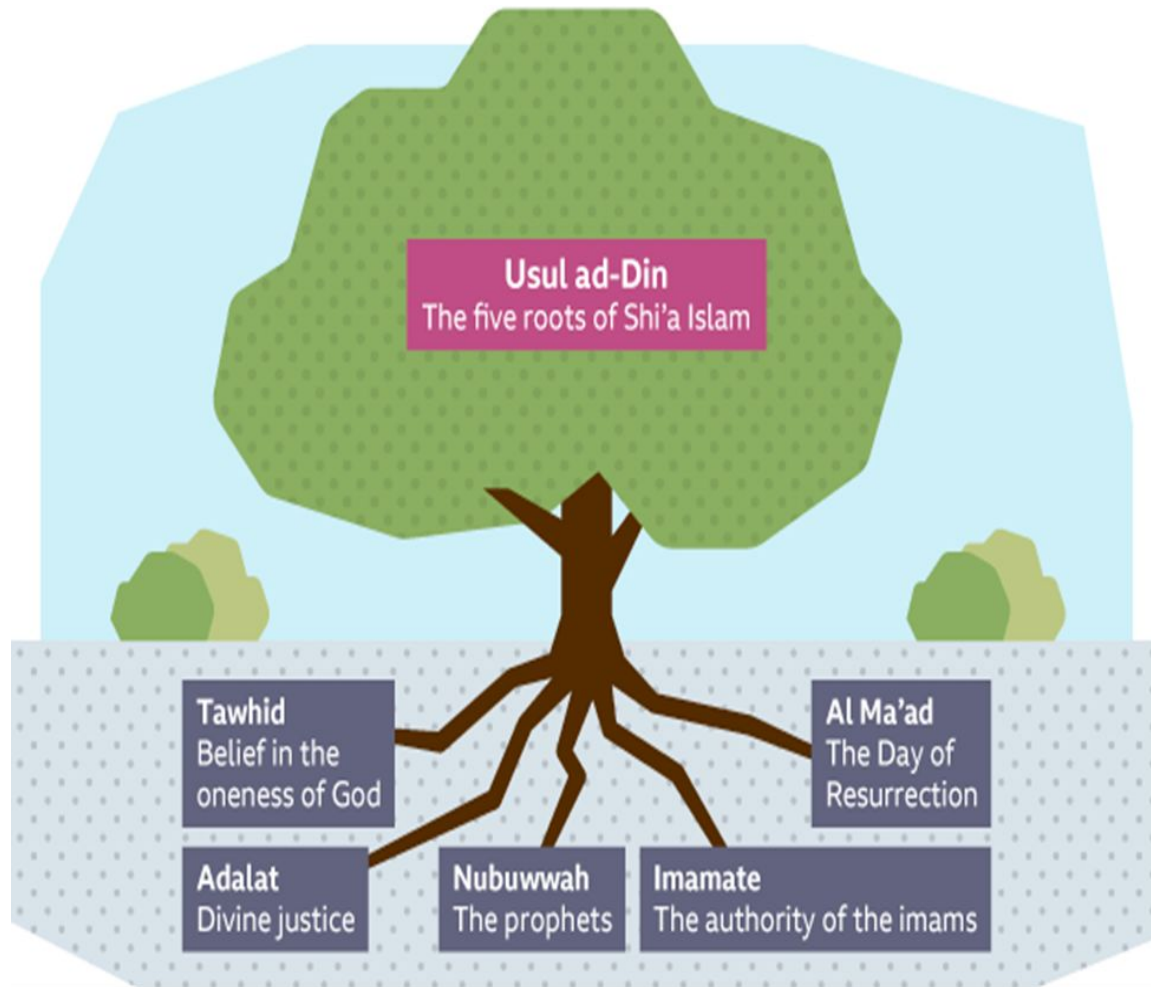 Usul ad-Din
The five roots of Shi’a Islam
Tawhid
Belief in the
oneness of God
Al Ma’ad
The Day of
Resurrection
Adalat
Divine justice
Nubuwwah
The prophets
Imamate
The authority of the imams